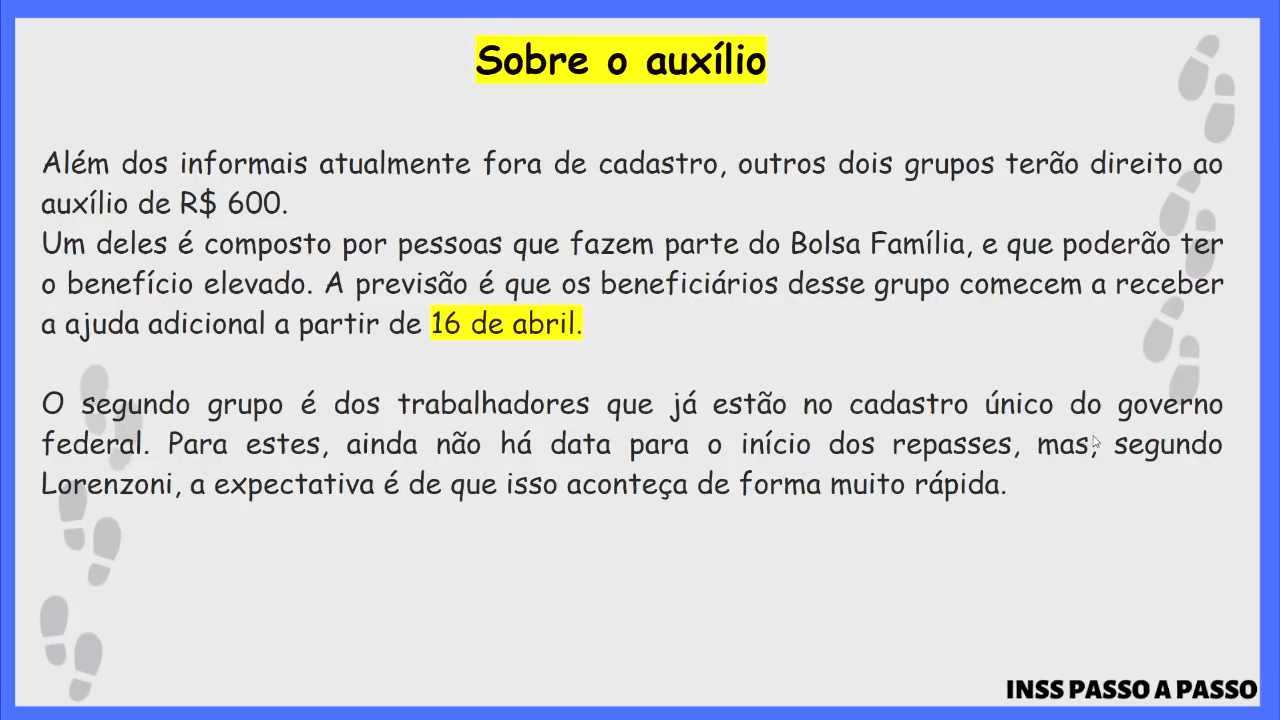 Sobre o auxílio
Além dos informais atualmente fora de cadastro, outros dois grupos terão direito ao
auxílio de R$ 600.
Um deles é composto por pessoas que fazem parte do Bolsa Família, e que poderão ter
o benefício elevado. A previsão é que os beneficiários desse grupo comecem a receber
a ajuda adicional a partir de 16 de abril.
O segundo grupo é dos trabalhadores que já estão no cadastro único do governo
federal. Para estes, ainda não há data para o início dos repasses, mas, segundo
Lorenzoni, a expectativa é de que isso aconteça de forma muito rápida.
INSS PASSO A PASSO